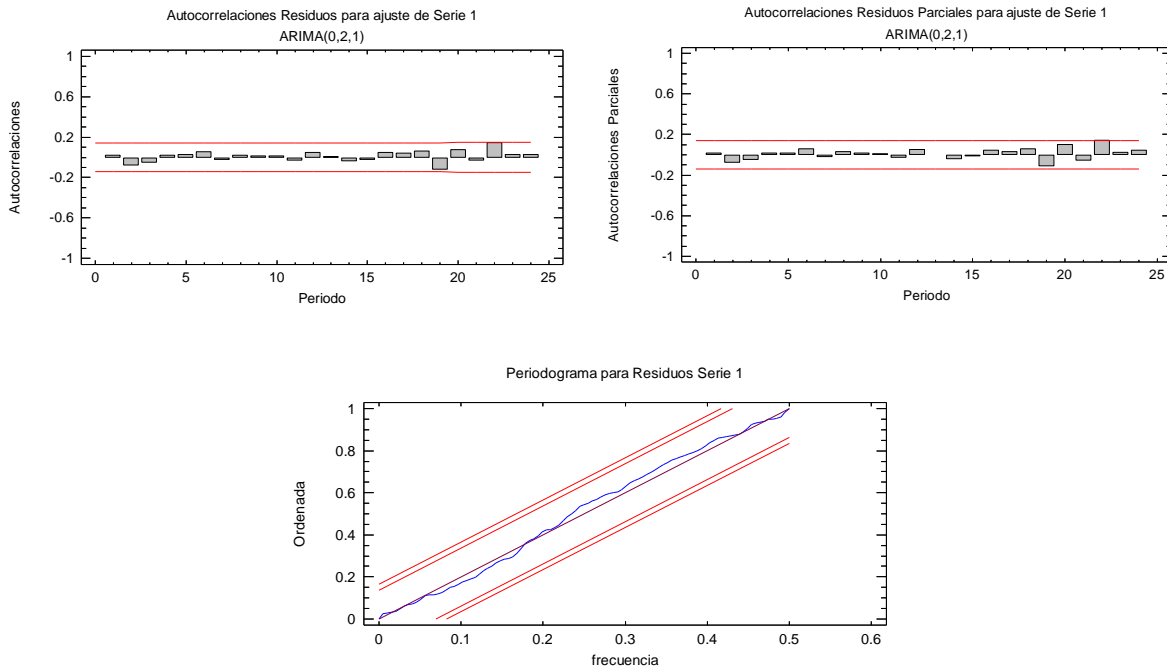 Autocorrelaciones Residuos para ajuste de Serie 1
ARIMA(0,2,1)
Autocorrelaciones
1
0.6
0.2
-0.2
-0.6
-1
0 5 10 15 20 25
Periodo
Autocorrelaciones Residuos Parciales para ajuste de Serie 1
ARIMA(0,2,1)
Autocorrelaciones Parciales
1
0.6
0.2
-0.2
-0.6
-1
0 5 10 15 20 25
Periodo
Periodograma para Residuos Serie 1
Ordenada
1
0.8
0.6
0.4
0.2
0
0 0.1 0.2 0.3 0.4 0.5 0.6
frecuencia